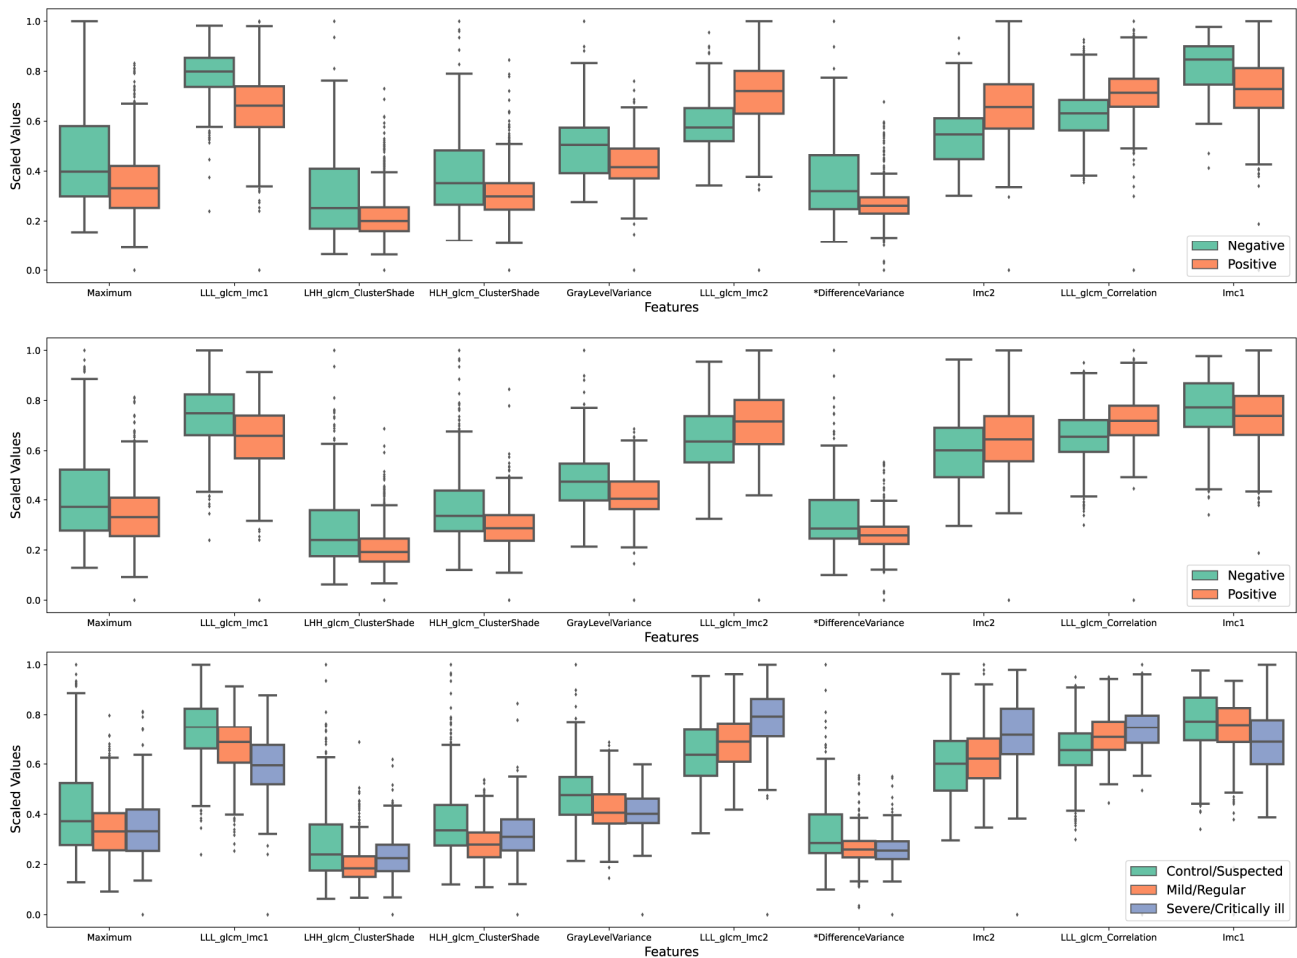 1.0
0.8
0.6
0.4
0.2
0.0
Scaled Values
Negative
Positive
Maximum LLL_glcm_Imc1 LHH_glcm_ClusterShade HLH_glcm_ClusterShade GrayLevelVariance LLL_glcm_Imc2 *DifferenceVariance Imc2 LLL_glcm_Correlation Imc1
Features
1.0
0.8
0.6
0.4
0.2
0.0
Scaled Values
Negative
Positive
Maximum LLL_glcm_Imc1 LHH_glcm_ClusterShade HLH_glcm_ClusterShade GrayLevelVariance LLL_glcm_Imc2 *DifferenceVariance Imc2 LLL_glcm_Correlation Imc1
Features
1.0
0.8
0.6
0.4
0.2
0.0
Scaled Values
Control/Suspected
Mild/Regular
Severe/Critically ill
Maximum LLL_glcm_Imc1 LHH_glcm_ClusterShade HLH_glcm_ClusterShade GrayLevelVariance LLL_glcm_Imc2 *DifferenceVariance Imc2 LLL_glcm_Correlation Imc1
Features